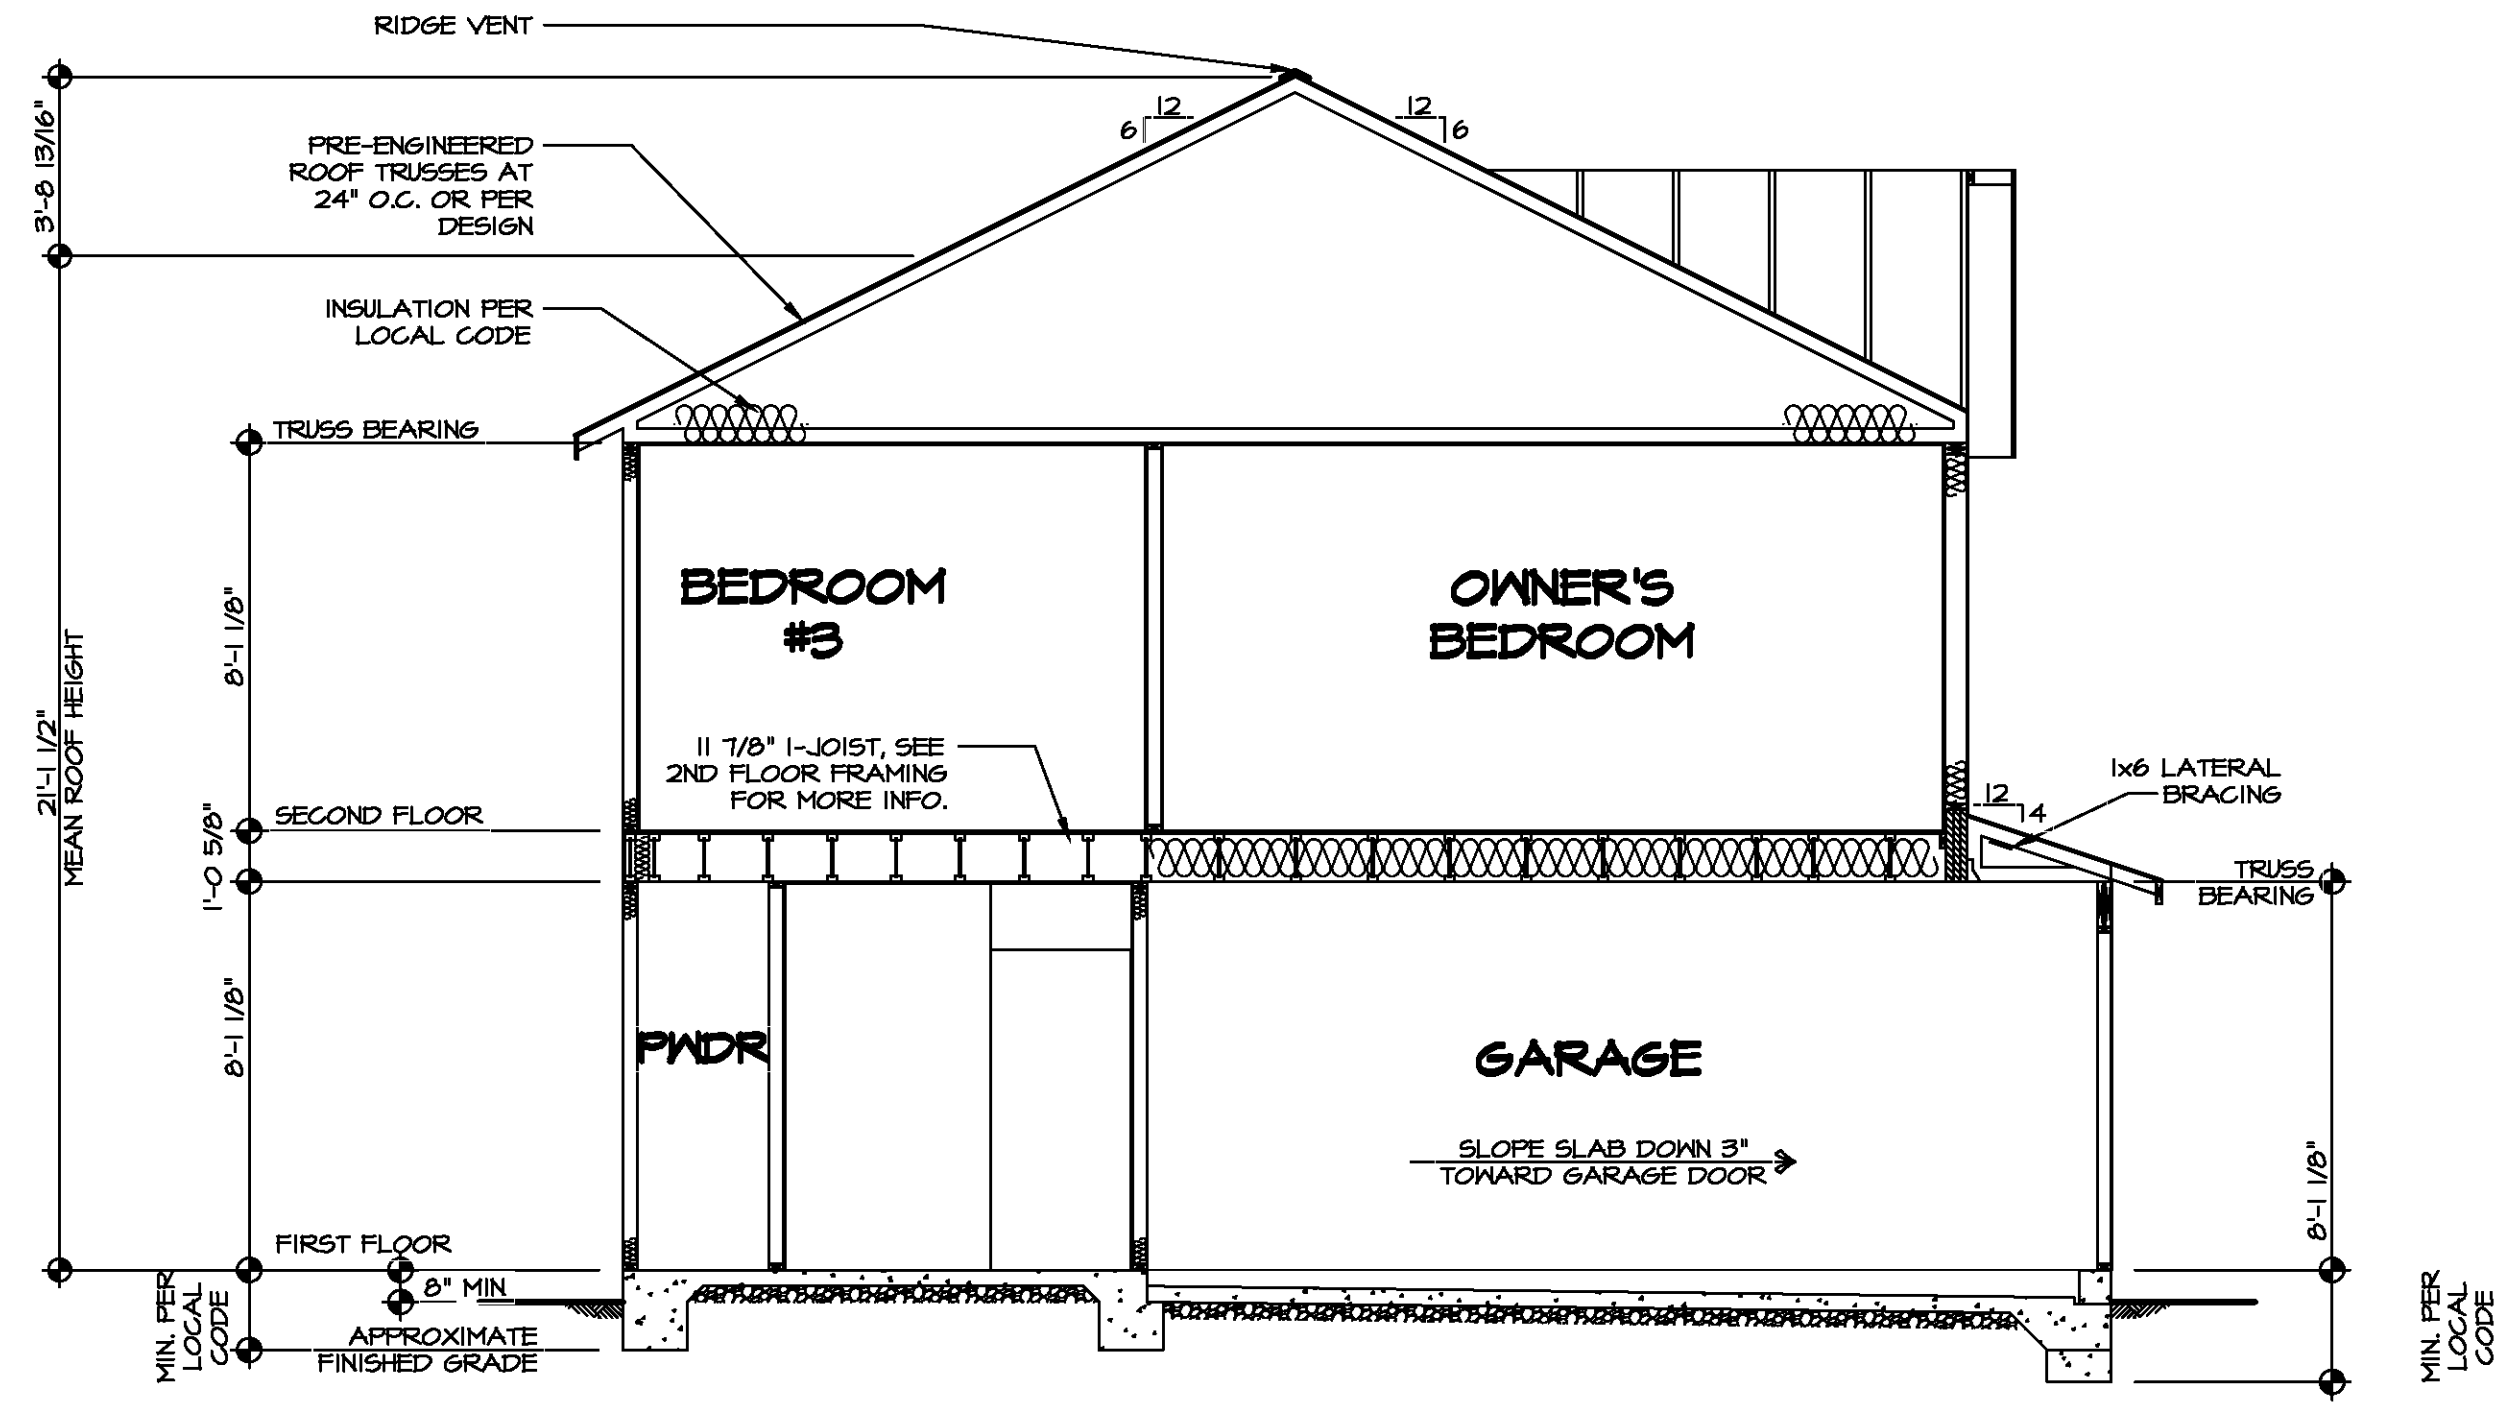 RIDGE VENT
12
6
12
6
3'-8 13/16"
PRE-ENGINEERED
ROOF TRUSSES AT
24" O.C. OR PER
DESIGN
INSULATION PER
LOCAL CODE
TRUSS BEARING
BEDROOM
#3
OWNER'S
BEDROOM
8'-1 1/8"
21'-1 1/2"
MEAN ROOF HEIGHT
11 7/8" I-JOIST, SEE
2ND FLOOR FRAMING
FOR MORE INFO.
1x6 LATERAL
BRACING
12
4
SECOND FLOOR
1'-0 5/8"
TRUSS
BEARING
8'-1 1/8"
PWDR
GARAGE
SLOPE SLAB DOWN 3"
TOWARD GARAGE DOOR
8'-1 1/8"
FIRST FLOOR
8" MIN
APPROXIMATE
FINISHED GRADE
MIN. PER
LOCAL
CODE
MIN. PER
LOCAL
CODE